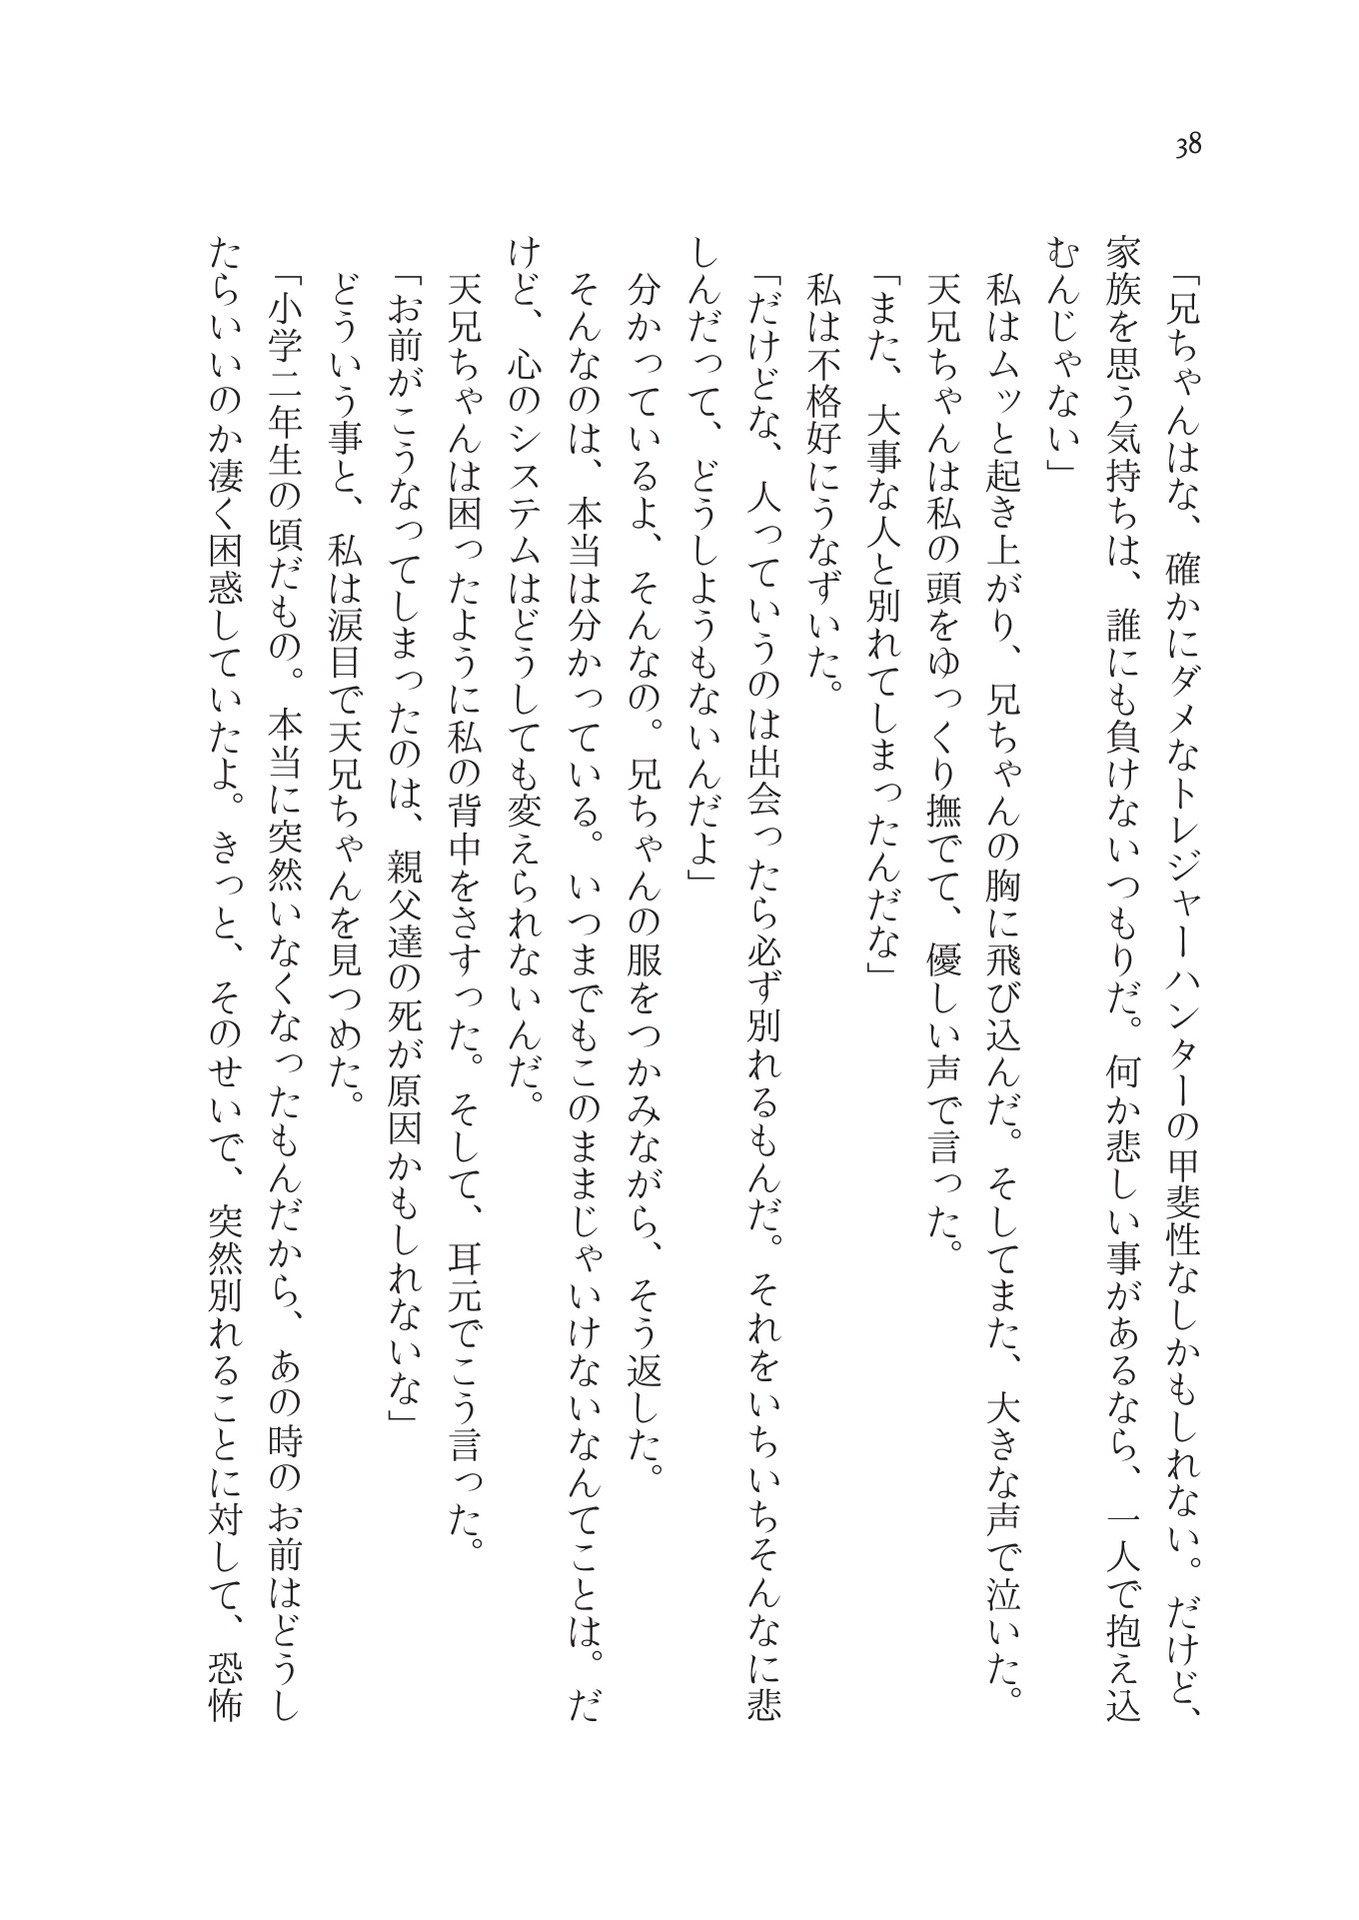 38
「兄ちゃんはな、確かにダメなトレジャーハンターの甲斐性なしかもしれない。だけど、
家族を思う気持ちは、誰にも負けないつもりだ。何か悲しい事があるなら、一人で抱え込
むんじゃない」
私はムッと起き上がり、兄ちゃんの胸に飛び込んだ。そしてまた、大きな声で泣いた。
天兄ちゃんは私の頭をゆっくり撫でて、優しい声で言った。
「また、大事な人と別れてしまったんだな」
私は不格好にうなずいた。
「だけどな、人っていうのは出会ったら必ず別れるもんだ。それをいちいちそんなに悲
しんだって、どうしようもないんだよ」
分かっているよ、そんなの。兄ちゃんの服をつかみながら、そう返した。
そんなのは、本当は分かっている。いつまでもこのままじゃいけないなんてことは。だ
けど、心のシステムはどうしても変えられないんだ。
天兄ちゃんは困ったように私の背中をさすった。そして、耳元でこう言った。
「お前がこうなってしまったのは、親父達の死が原因かもしれないな」
どういう事と、私は涙目で天兄ちゃんを見つめた。
「小学二年生の頃だもの。本当に突然いなくなったもんだから、あの時のお前はどうし
たらいいのか凄く困惑していたよ。きっと、そのせいで、突然別れることに対して、恐怖